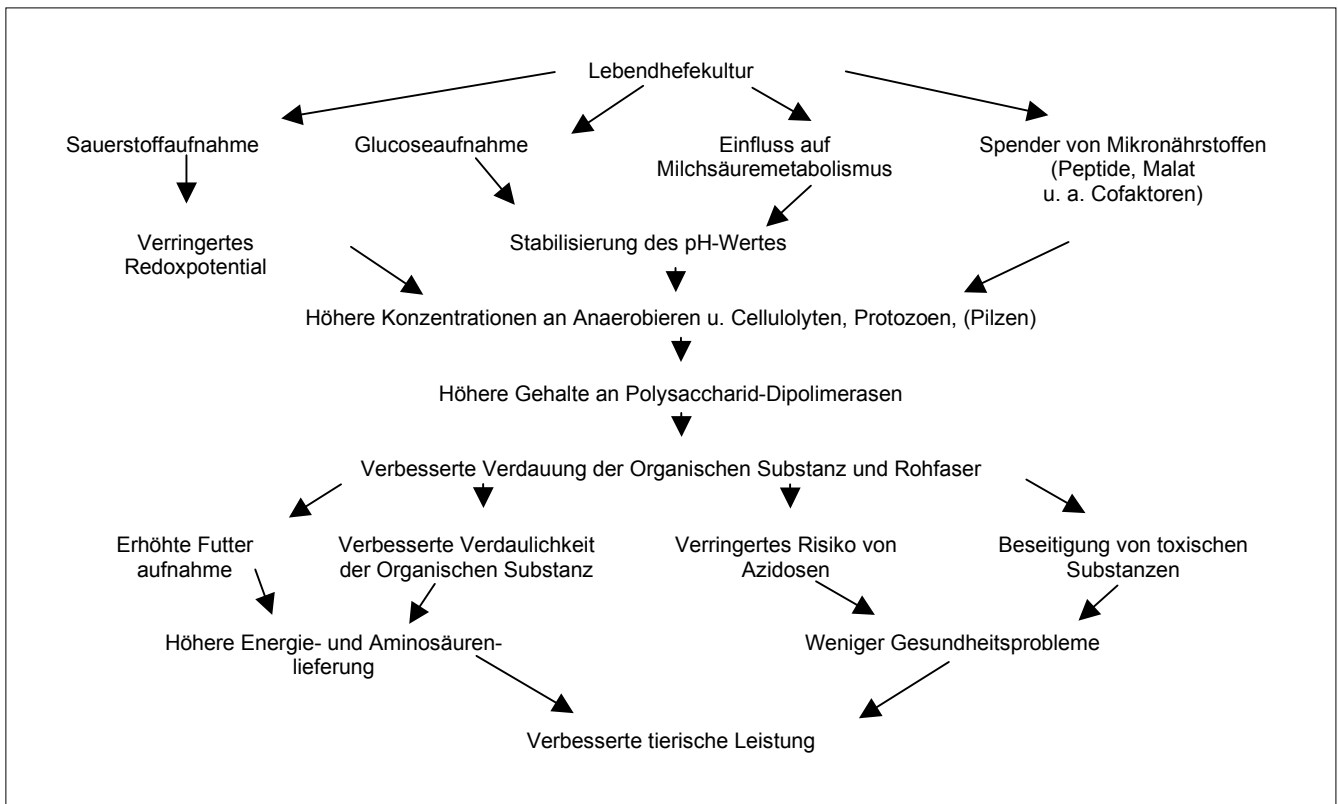 Lebendhefekultur
Sauerstoffaufnahme
Glucoseaufnahme
Einfluss auf
Milchsäuremetabolismus
Spender von Mikronährstoffen
(Peptide, Malat
u. a. Cofaktoren)
Verringertes
Redoxpotential
Stabilisierung des pH-Wertes
Höhere Konzentrationen an Anaerobieren u. Cellulolyten, Protozoen, (Pilzen)
Höhere Gehalte an Polysaccharid-Dipolimerasen
Verbesserte Verdauung der Organischen Substanz und Rohfaser
Erhöhte Futter
aufnahme
Verbesserte Verdaulichkeit
der Organischen Substanz
Verringertes Risiko von
Azidosen
Beseitigung von toxischen
Substanzen
Höhere Energie- und Aminosäuren-
lieferung
Weniger Gesundheitsprobleme
Verbesserte tierische Leistung